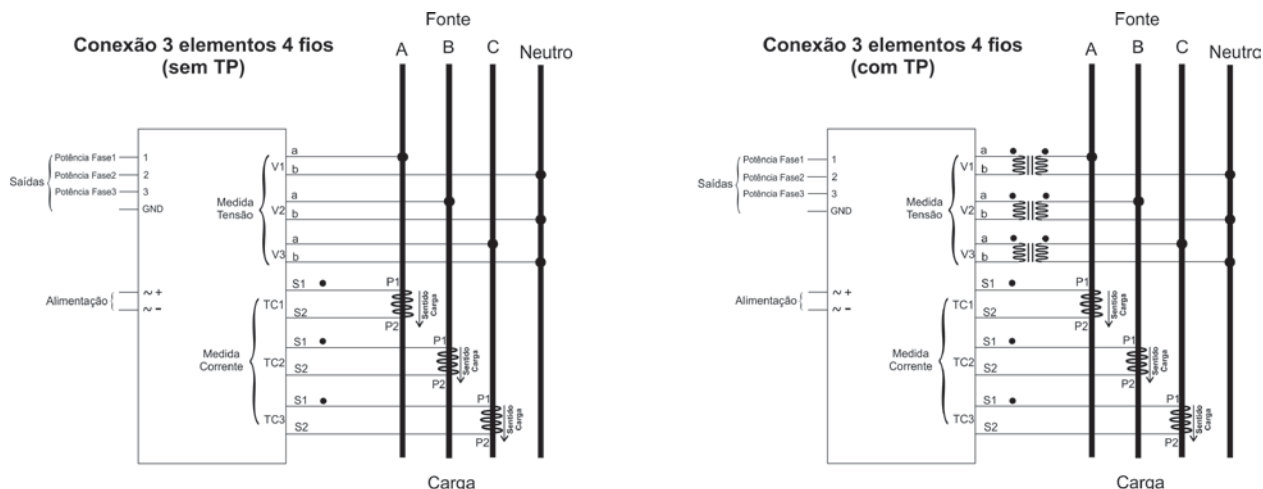 Conexão 3 elementos 4 fios
(sem TP)
Fonte
A B C
Neutro
Saídas
Potência Fase1
Potência Fase2
Potência Fase3
1
2
3
GND
Alimentação
~ +
~ -
Medida
Tensão
V1
a
b
V2
a
b
V3
a
b
Medida
Corrente
TC1
S1
S2
P1
P2
Sentido
Carga
TC2
S1
S2
P1
P2
Sentido
Carga
TC3
S1
S2
P1
P2
Sentido
Carga
Carga
Conexão 3 elementos 4 fios
(com TP)
Fonte
A B C
Neutro
Saídas
Potência Fase1
Potência Fase2
Potência Fase3
1
2
3
GND
Alimentação
~ +
~ -
Medida
Tensão
V1
a
b
V2
a
b
V3
a
b
Medida
Corrente
TC1
S1
S2
P1
P2
Sentido
Carga
TC2
S1
S2
P1
P2
Sentido
Carga
TC3
S1
S2
P1
P2
Sentido
Carga
Carga